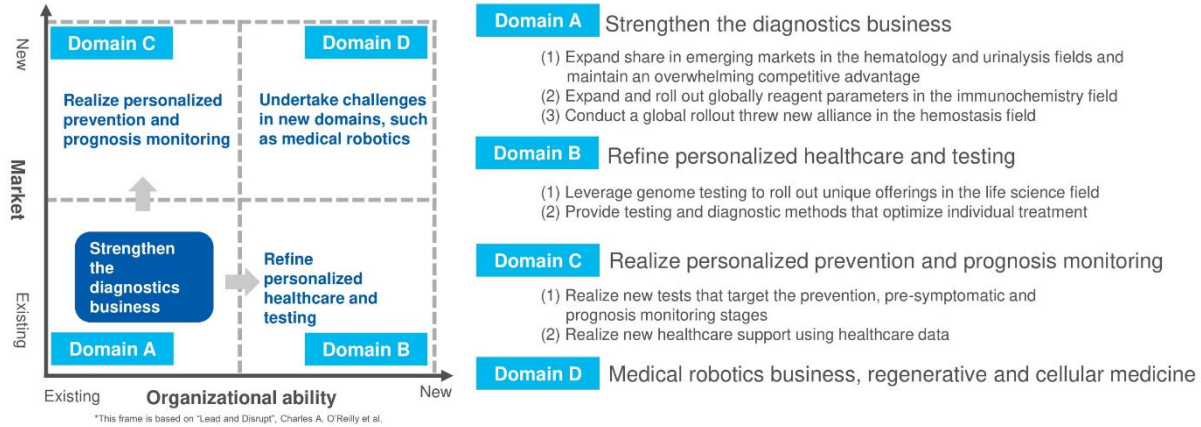 New
Market
Existing
Domain C
Domain D
Realize personalized
prevention and
prognosis monitoring
Undertake challenges
in new domains, such
as medical robotics
Strengthen
the
diagnostics
business
Refine
personalized
healthcare and
testing
Domain A
Domain B
Existing
Organizational ability
New
*This frame is based on “Lead and Disrupt”, Charles A. O’Reilly et al.
Domain A Strengthen the diagnostics business
(1) Expand share in emerging markets in the hematology and urinalysis fields and
maintain an overwhelming competitive advantage
(2) Expand and roll out globally reagent parameters in the immunochemistry field
(3) Conduct a global rollout threw new alliance in the hemostasis field
Domain B Refine personalized healthcare and testing
(1) Leverage genome testing to roll out unique offerings in the life science field
(2) Provide testing and diagnostic methods that optimize individual treatment
Domain C Realize personalized prevention and prognosis monitoring
(1) Realize new tests that target the prevention, pre-symptomatic and
prognosis monitoring stages
(2) Realize new healthcare support using healthcare data
Domain D Medical robotics business, regenerative and cellular medicine